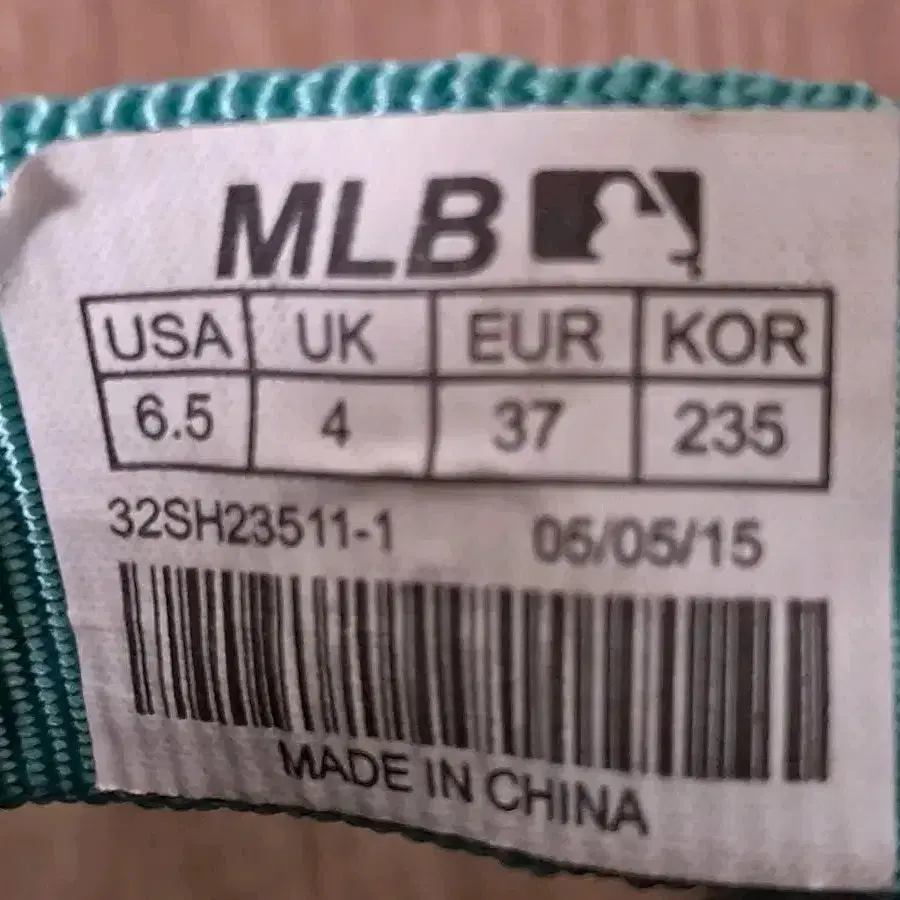 MLB
USA UK EUR KOR
6.5 4 37 235
32SH23511-1 05/05/15
MADE IN CHINA